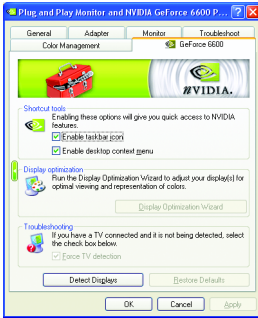 Plug and Play Monitor and NVIDIA GeForce 6600 P...
General Adapter Monitor Troubleshoot
Color Management GeForce 6600
NVIDIA.
Shortcut tools
Enabling these options will give you quick access to NVIDIA
features.
Enable taskbar icon
Enable desktop context menu
Display optimization
Run the Display Optimization Wizard to adjust your display(s) for
optimal viewing and representation of colors.
Display Optimization Wizard
Troubleshooting
If you have a TV connected and it is not being detected, select
the check box below.
Force TV detection
Detect Displays Restore Defaults
OK Cancel Apply